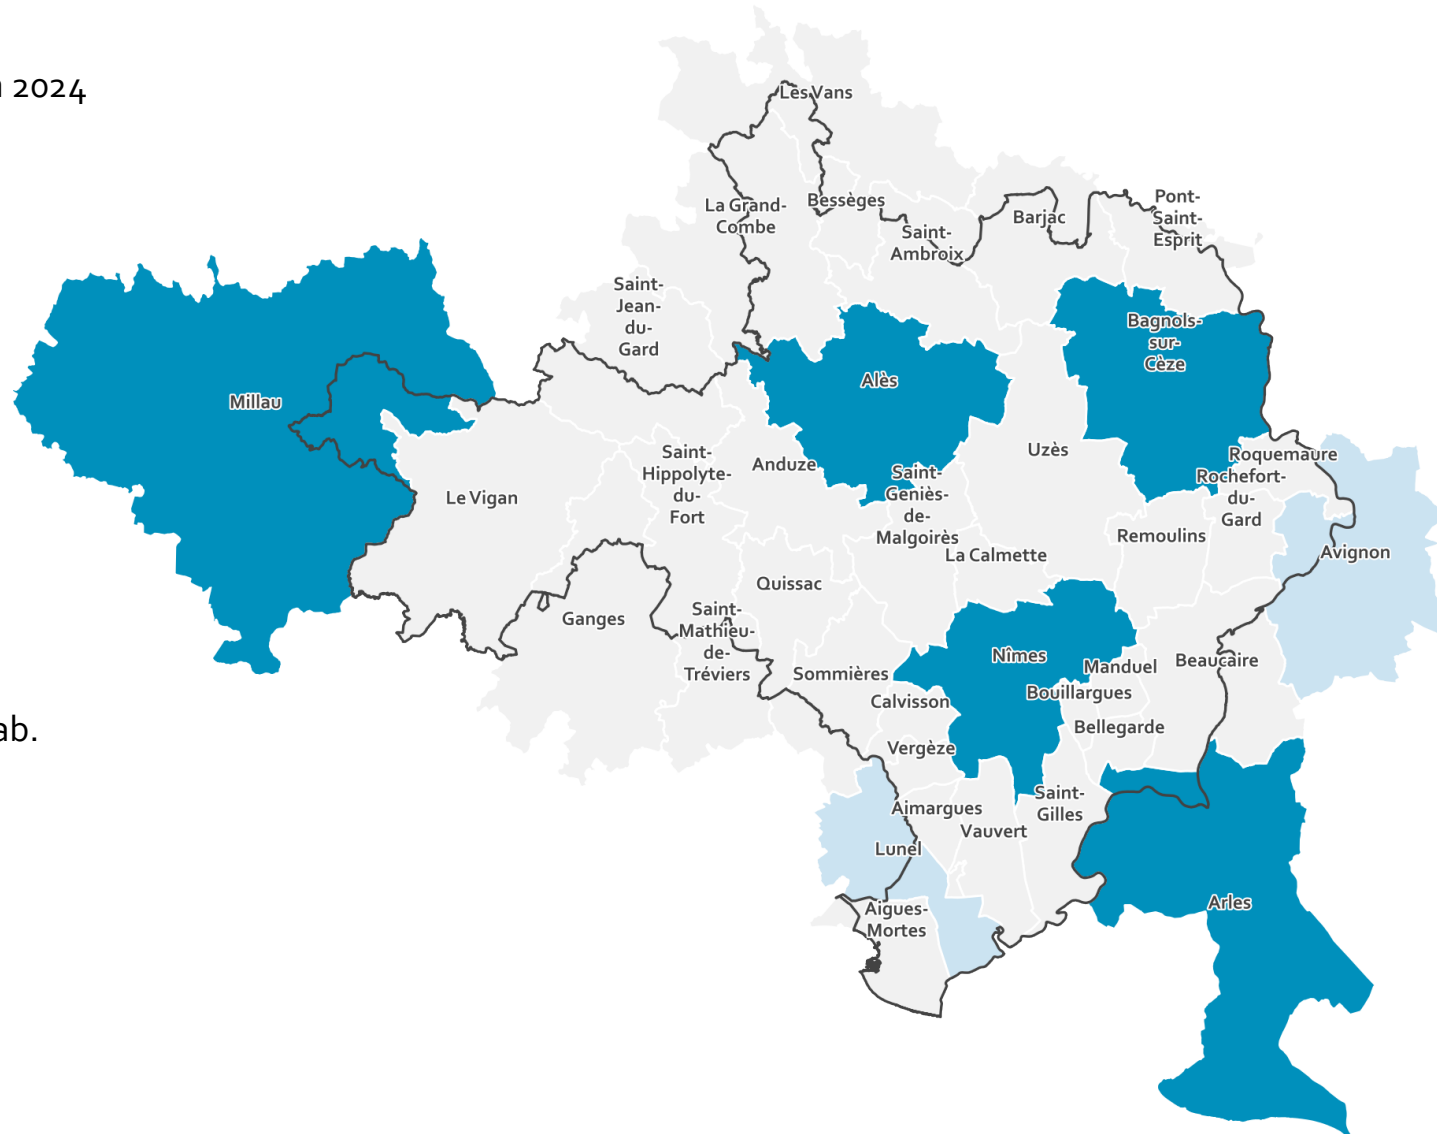 2024
Les Vans
La Grand-
Combe
Bessèges
Saint-
Ambroix
Barjac
Pont-
Saint-
Esprit
Saint-
Jean-
du-
Gard
Bagnols-
sur-
Cèze
Alès
Millau
Uzès
Roquemaure
Rochefort-
du-
Gard
Saint-
Hippolyte-
du-
Fort
Anduze
Saint-
Geniès-
de-
Malgoirès
Le Vigan
La Calmette
Remoulins
Avignon
Quissac
Ganges
Saint-
Mathieu-
de-
Tréviers
Sommières
Nîmes
Manduel
Beaucaire
Bouillargues
Calvisson
Bellegarde
ab.
Vergèze
Saint-
Gilles
Aimargues
Vauvert
Lunel
Aigues-
Mortes
Arles